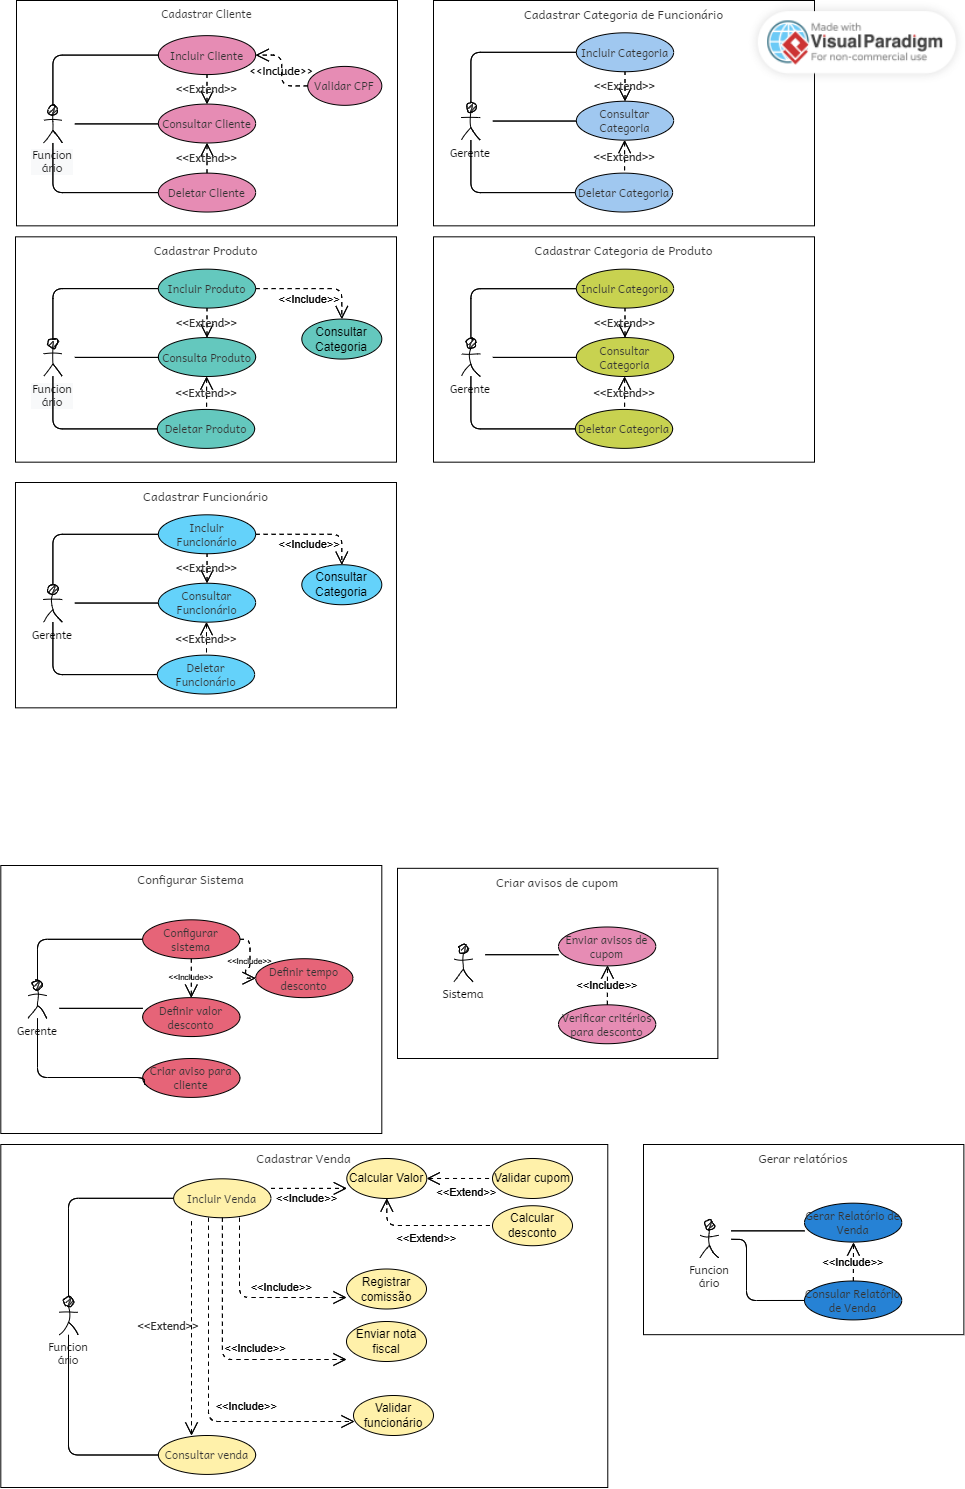 Cadastrar Cliente
Incluir Cliente
<<Include>>
Validar CPF
<<Extend>>
Consultar Cliente
<<Extend>>
Deletar Cliente
Funcion
ário
Cadastrar Categoria de Funcionário
Incluir Categoria
<<Extend>>
Consultar
Categoria
<<Extend>>
Deletar Categoria
Gerente
Made with
Visual Paradigm
For non-commercial use
Cadastrar Produto
Incluir Produto
<<Include>>
Consultar
Categoria
<<Extend>>
Consulta Produto
<<Extend>>
Deletar Produto
Funcion
ário
Cadastrar Categoria de Produto
Incluir Categoria
<<Extend>>
Consultar
Categoria
<<Extend>>
Deletar Categoria
Gerente
Cadastrar Funcionário
Incluir
Funcionário
<<Include>>
Consultar
Categoria
<<Extend>>
Consultar
Funcionário
<<Extend>>
Deletar
Funcionário
Gerente
Configurar Sistema
Configurar
sistema
<<Include>>
Definir tempo
desconto
<<Include>>
Definir valor
desconto
Criar aviso para
cliente
Gerente
Criar avisos de cupom
Enviar avisos de
cupom
<<Include>>
Verificar critérios
para desconto
Sistema
Cadastrar Venda
Incluir Venda
<<Include>>
Calcular Valor
<<Extend>>
Validar cupom
<<Extend>>
Calcular
desconto
<<Include>>
Registrar
comissão
<<Extend>>
<<Include>>
Enviar nota
fiscal
<<Include>>
Validar
funcionário
Consultar venda
Funcion
ário
Gerar relatórios
Gerar Relatório de
Venda
<<Include>>
Consular Relatório
de Venda
Funcion
ário